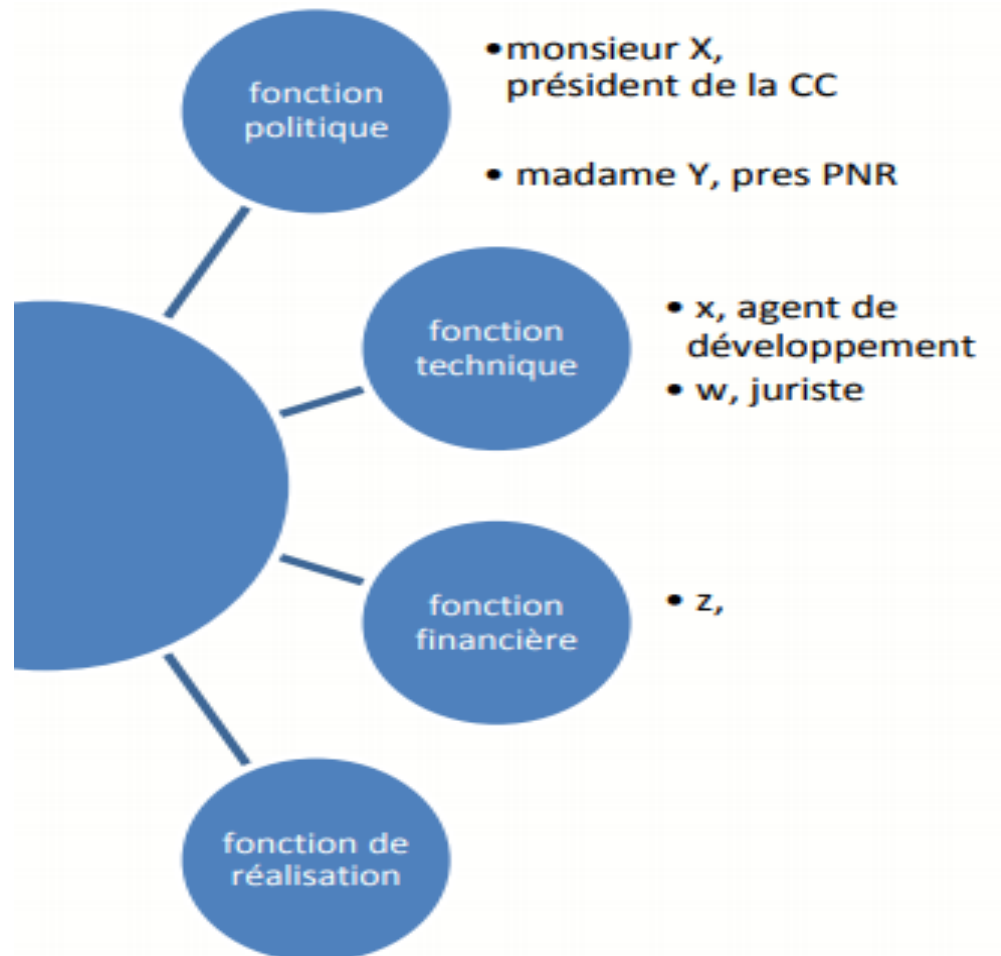 fonction
politique
•monsieur X,
président de la CC
• madame Y, pres PNR
fonction
technique
• x, agent de
développement
• w, juriste
fonction
financière
• z,
fonction de
réalisation